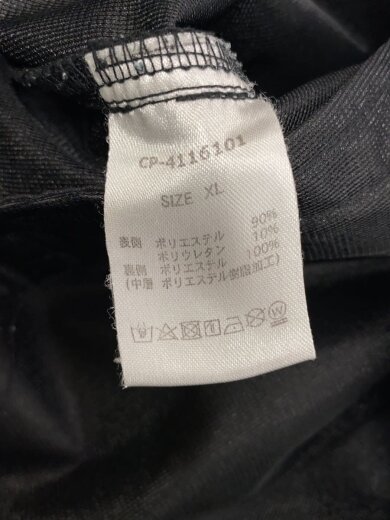 CP-4116101
SIZE XL
表側 ポリエステル 90%
ポリウレタン 10%
裏側 ポリエステル 100%
(中層 ポリエステル樹脂加工)